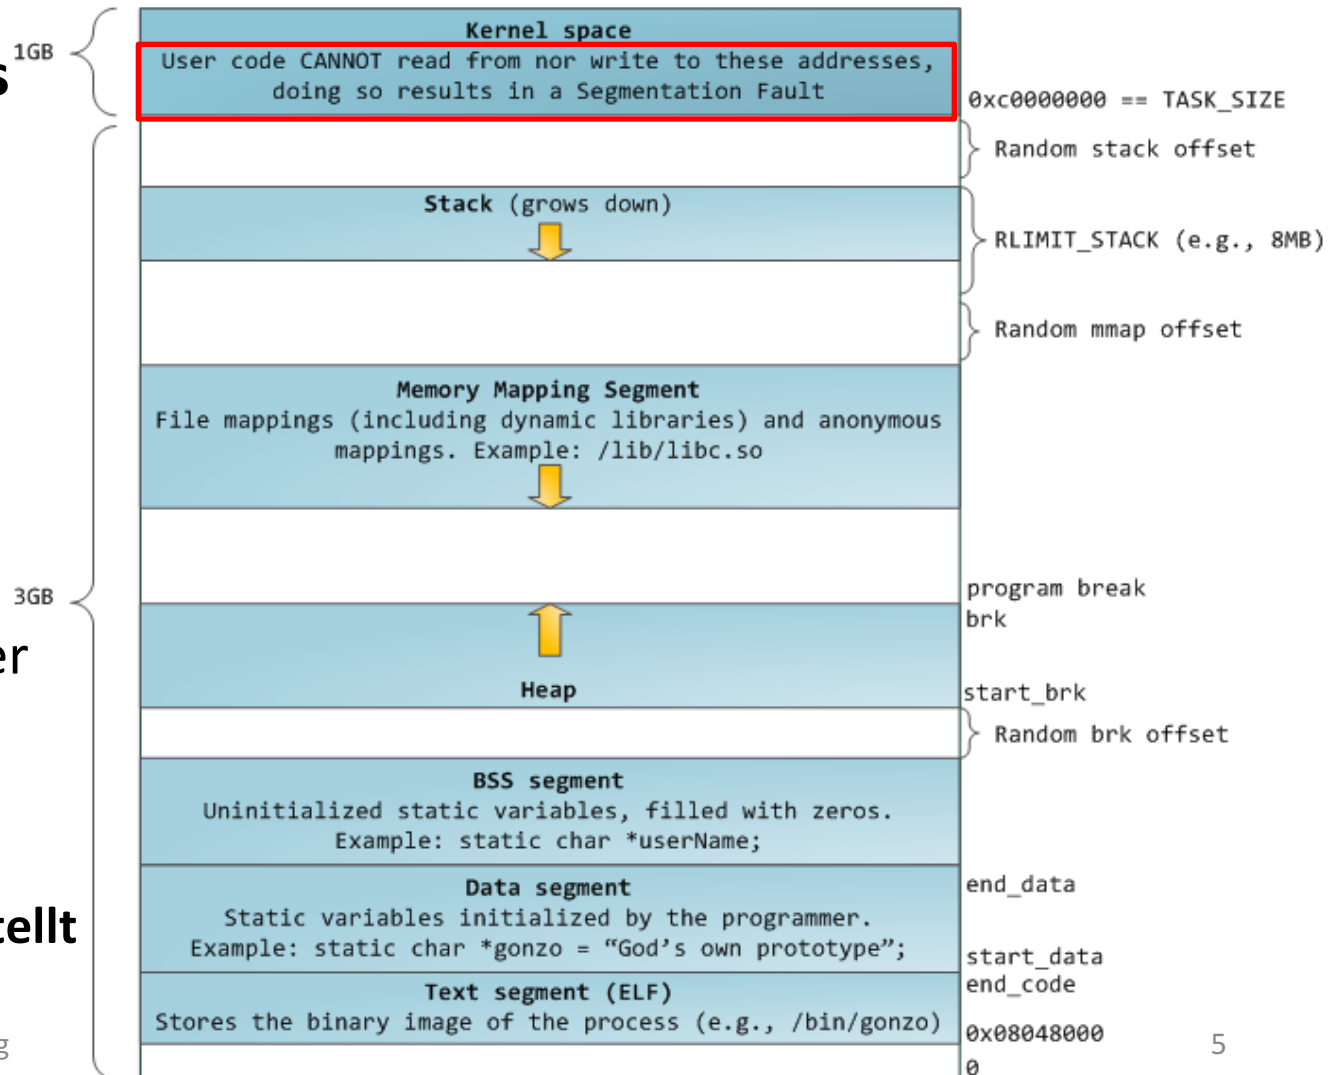 Kernel space
1GB
User code CANNOT read from nor write to these addresses,
s
doing so results in a Segmentation Fault
0xc0000000 == TASK_SIZE
Random stack offset
Stack (grows down)
RLIMIT_STACK (e.g., 8MB)
Random mmap offset
Memory Mapping Segment
File mappings (including dynamic libraries) and anonymous
mappings. Example: /lib/libc.so
3GB
program break
brk
er
Heap
start_brk
Random brk offset
BSS segment
Uninitialized static variables, filled with zeros.
Example: static char *userName;
Data segment
end_data
Static variables initialized by the programmer.
tellt
Example: static char *gonzo = “God’s own prototype”;
start_data
Text segment (ELF)
end_code
Stores the binary image of the process (e.g., /bin/gonzo)
0x08048000
g
5
0